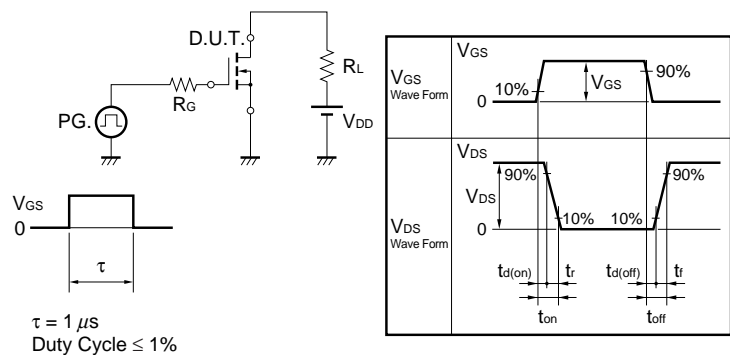 D.U.T.
RL
RG
PG.
VDD
VGS
0
τ
τ = 1 μs
Duty Cycle ≤ 1%
VGS
Wave Form
VGS
10%
VGS
90%
0
VDS
Wave Form
VDS
90%
VDS
90%
10%
10%
0
td(on)
tr
td(off)
tf
ton
toff